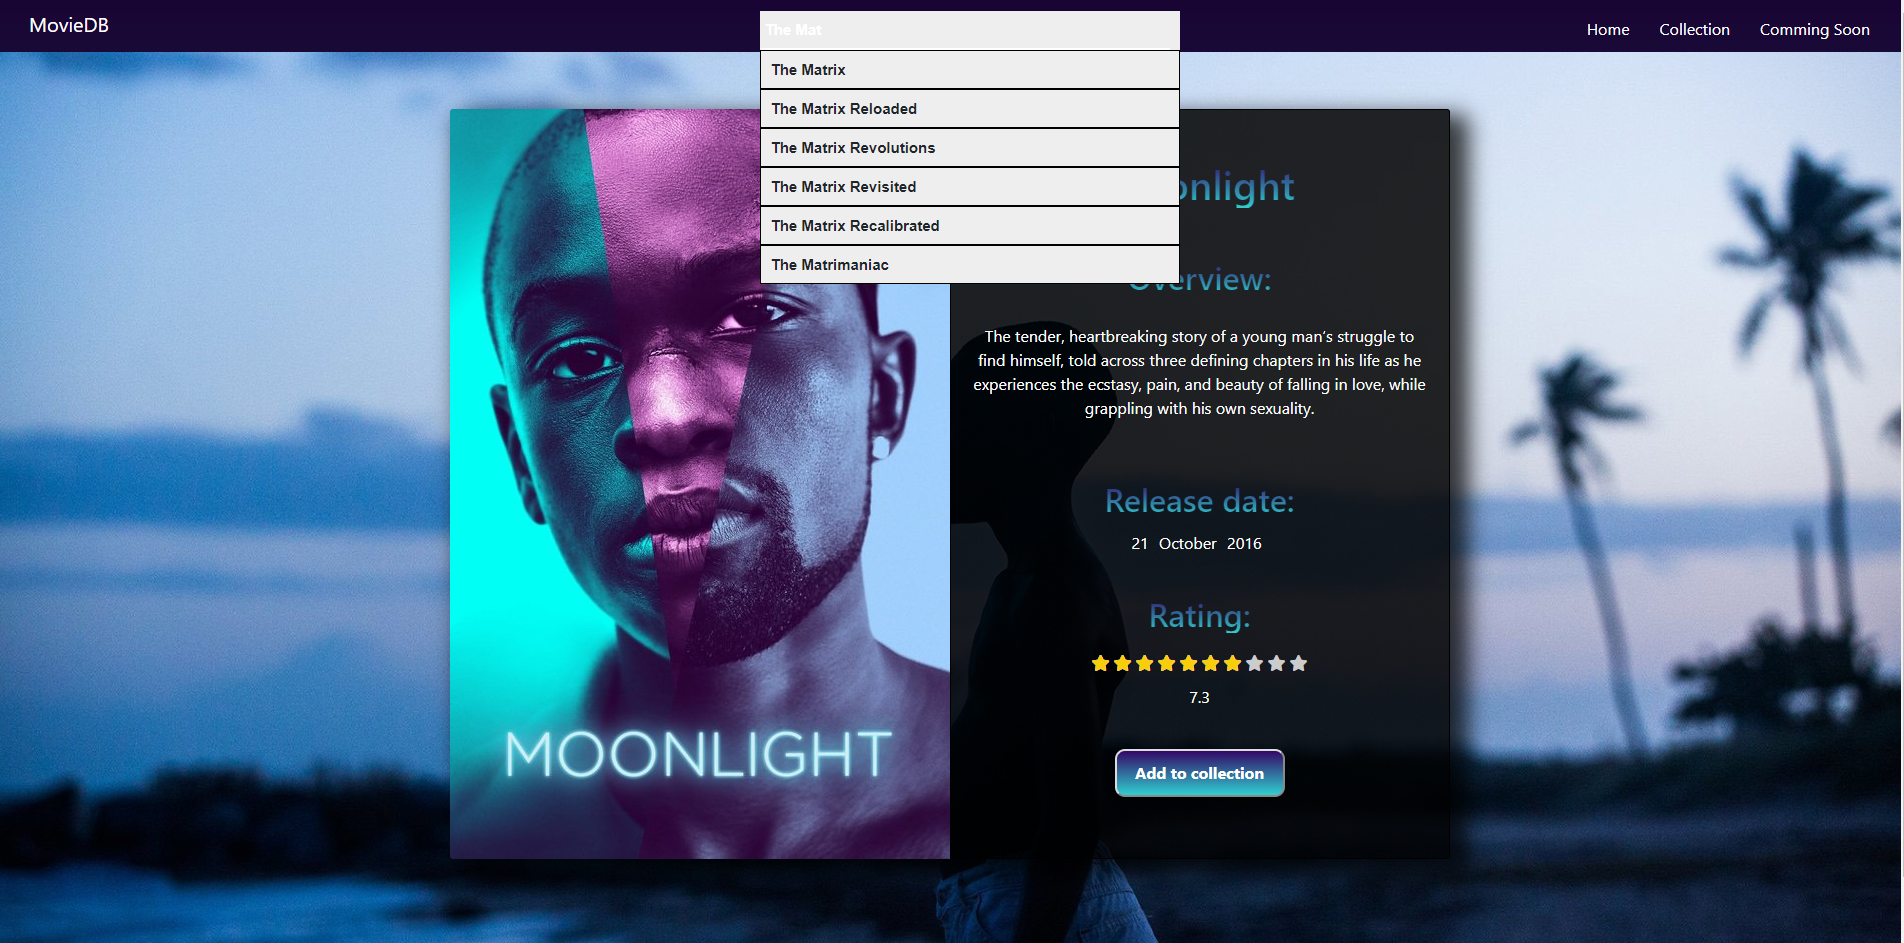 MovieDB
The Mat
Home
Collection
Comming Soon
The Matrix
The Matrix Reloaded
The Matrix Revolutions
The Matrix Revisited
The Matrix Recalibrated
The Matrimaniac
onlight
Overview:
The tender, heartbreaking story of a young man’s struggle to
find himself, told across three defining chapters in his life as he
experiences the ecstasy, pain, and beauty of falling in love, while
grappling with his own sexuality.
Release date:
21 October 2016
Rating:
7.3
Add to collection
MOONLIGHT